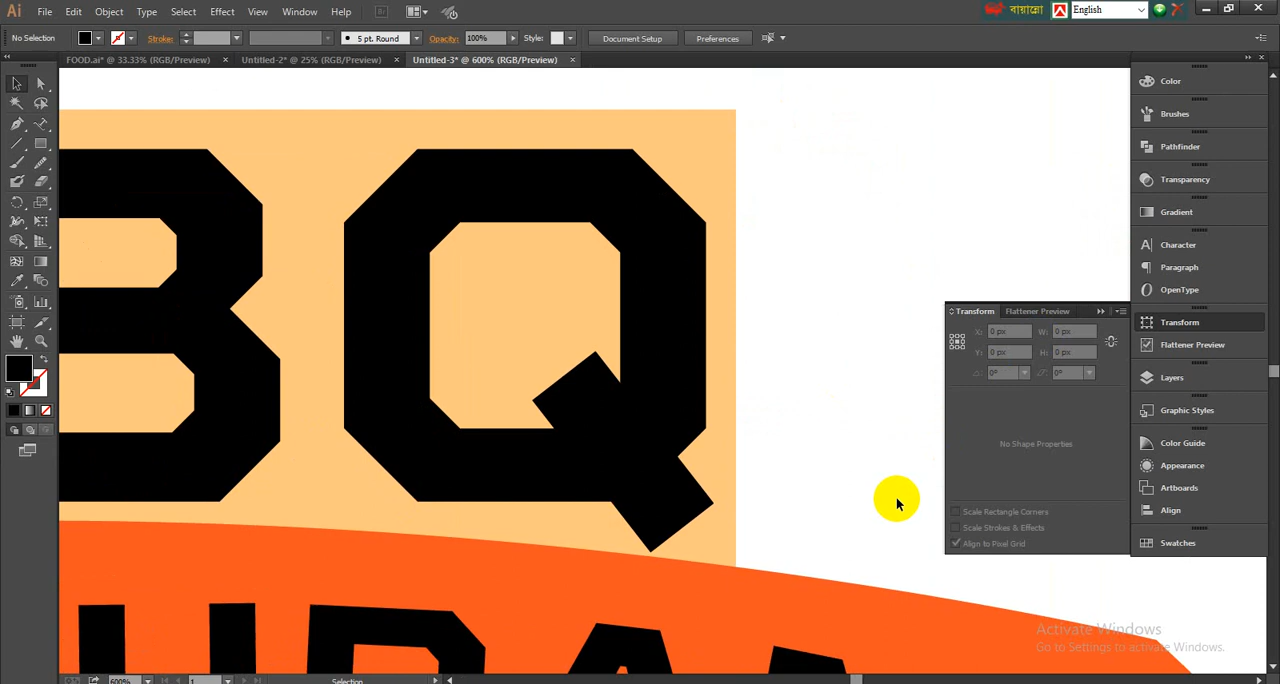 Ai File Edit Object Type Select Effect View Window Help Br বায়ান্নো English
No Selection Stroke: 5 pt. Round Opacity: 100% Style: Document Setup Preferences
FOOD.ai* @ 33.33% (RGB/Preview) Untitled-2* @ 25% (RGB/Preview) Untitled-3* @ 600% (RGB/Preview)
Color
Brushes
Pathfinder
Transparency
Gradient
Character
Paragraph
OpenType
Transform
Flattener Preview
Layers
Graphic Styles
Color Guide
Appearance
Artboards
Align
Swatches
Transform Flattener Preview
X: 0 px W: 0 px
Y: 0 px H: 0 px
0° 0°
No Shape Properties
Scale Rectangle Corners
Scale Strokes & Effects
Align to Pixel Grid
BQ
Activate Windows
Go to Settings to activate Windows.
600% 1 Selection